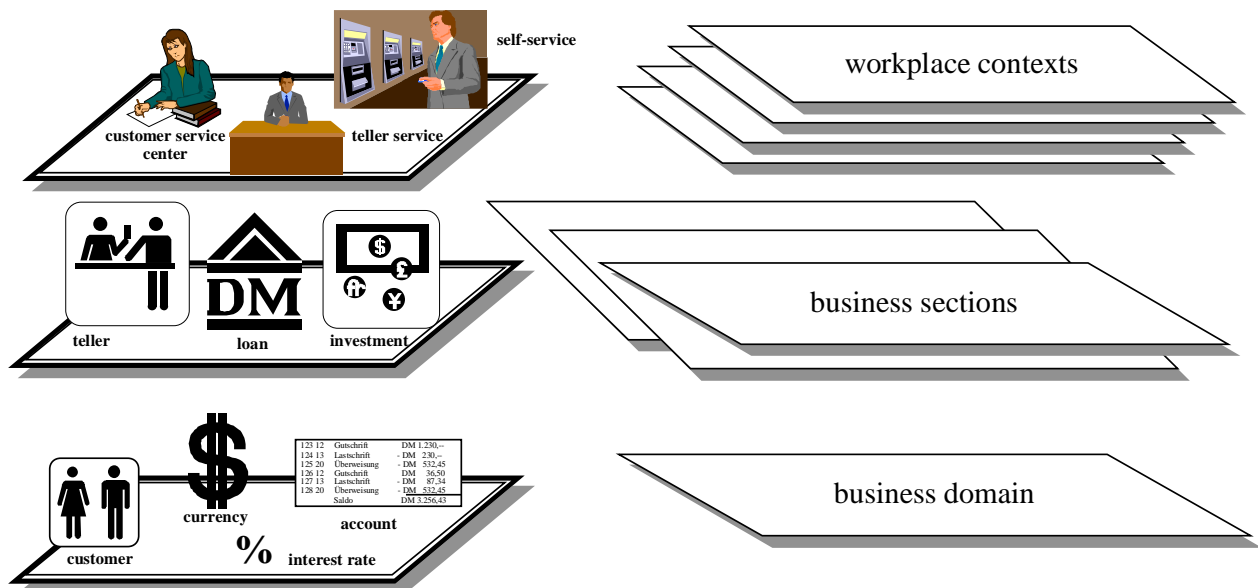 self-service
customer service
center
teller service
workplace contexts
$
£
¥
DM
teller
loan
investment
business sections
$
123 12 Gutschrift DM 1.230,--
124 13 Lastschrift - DM 230,--
125 20 Überweisung - DM 532,45
126 12 Gutschrift DM 36,50
127 13 Lastschrift - DM 87,34
128 20 Überweisung - DM 532,45
Saldo DM 3.256,43
currency
account
customer
% interest rate
business domain